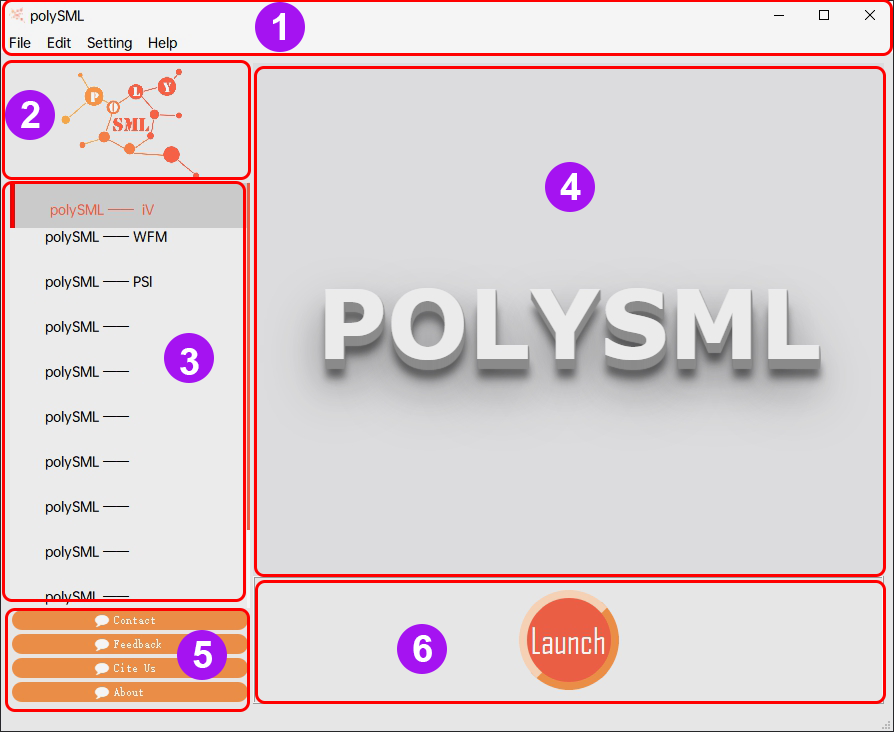 polySML
1
File Edit Setting Help
2
POLY
SML
3
polySML —— iV
polySML —— WFM
polySML —— PSI
polySML ——
polySML ——
polySML ——
polySML ——
polySML ——
polySML ——
polySML ——
4
POLYSML
5
Contact
Feedback
Cite Us
About
6
Launch